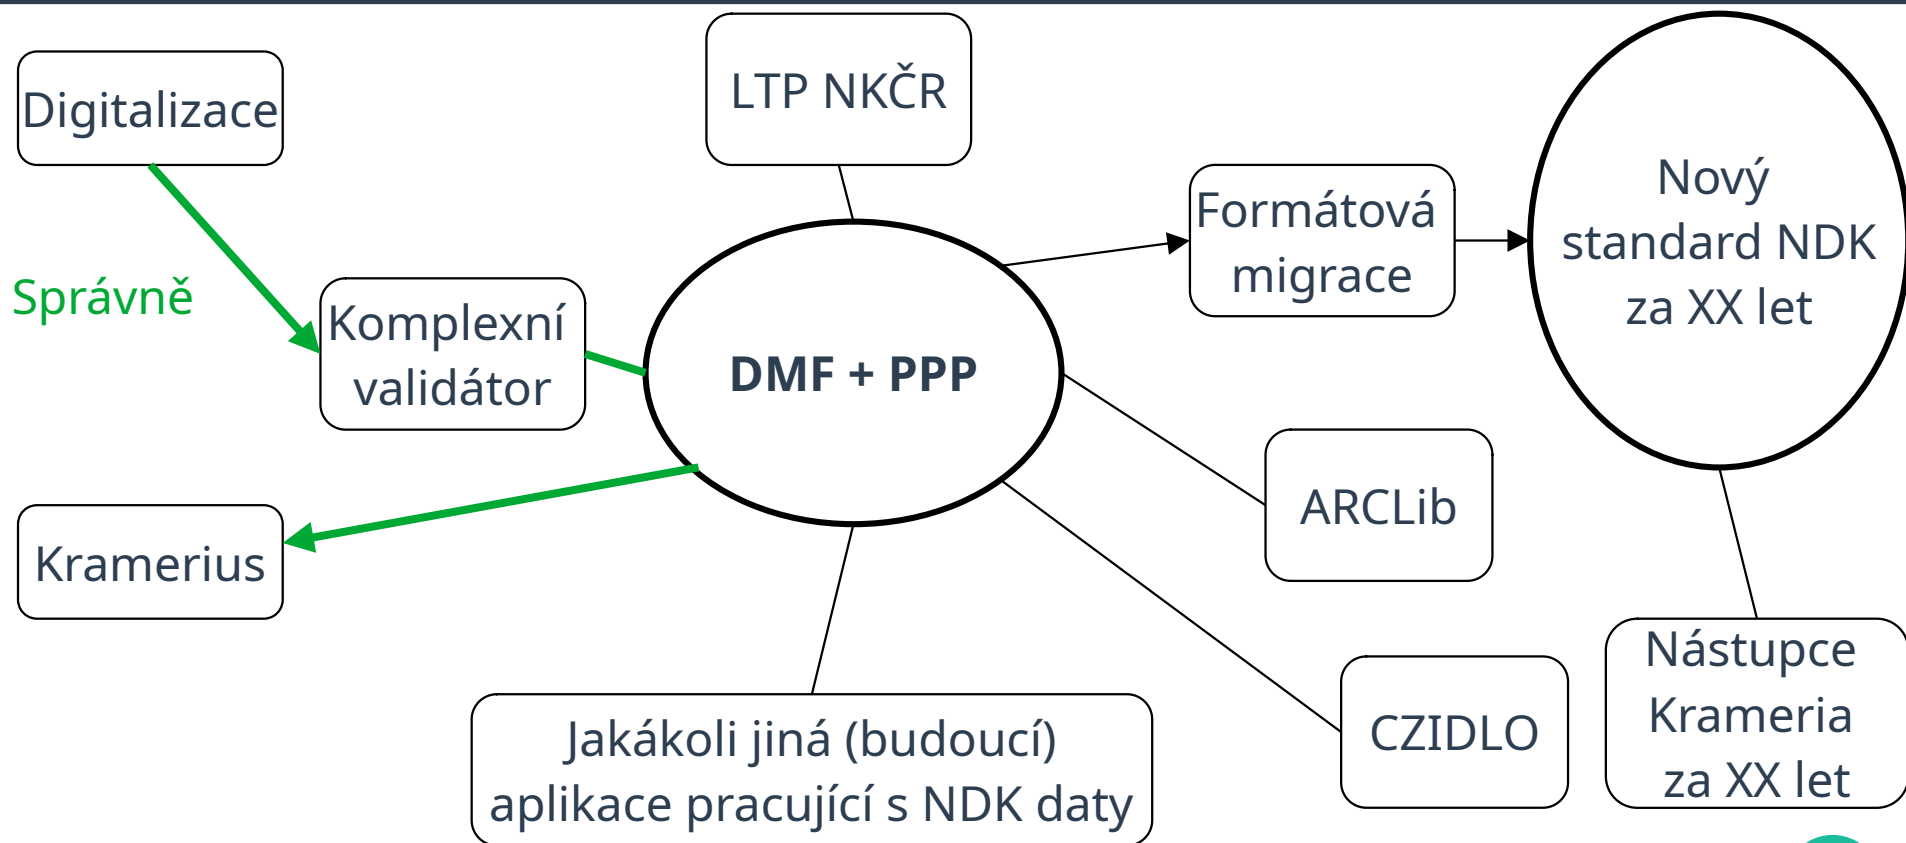 Digitalizace
LTP NKČR
Nový
standard NDK
za XX let
Formátová
migrace
Správně
Komplexní
validátor
DMF + PPP
ARCLib
Kramerius
Nástupce
Krameria
za XX let
CZIDLO
Jakákoli jiná (budoucí)
aplikace pracující s NDK daty